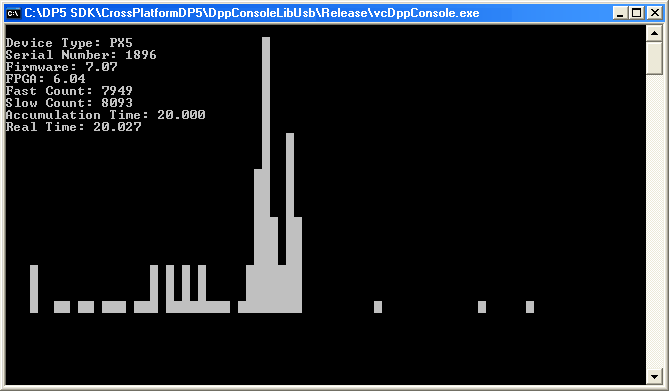 C:\DP5 SDK\CrossPlatformDP5\DppConsoleLibUsb\Release\vcDppConsole.exe
Device Type: PX5
Serial Number: 1896
Firmware: 7.07
FPGA: 6.04
Fast Count: 7949
Slow Count: 8093
Accumulation Time: 20.000
Real Time: 20.027